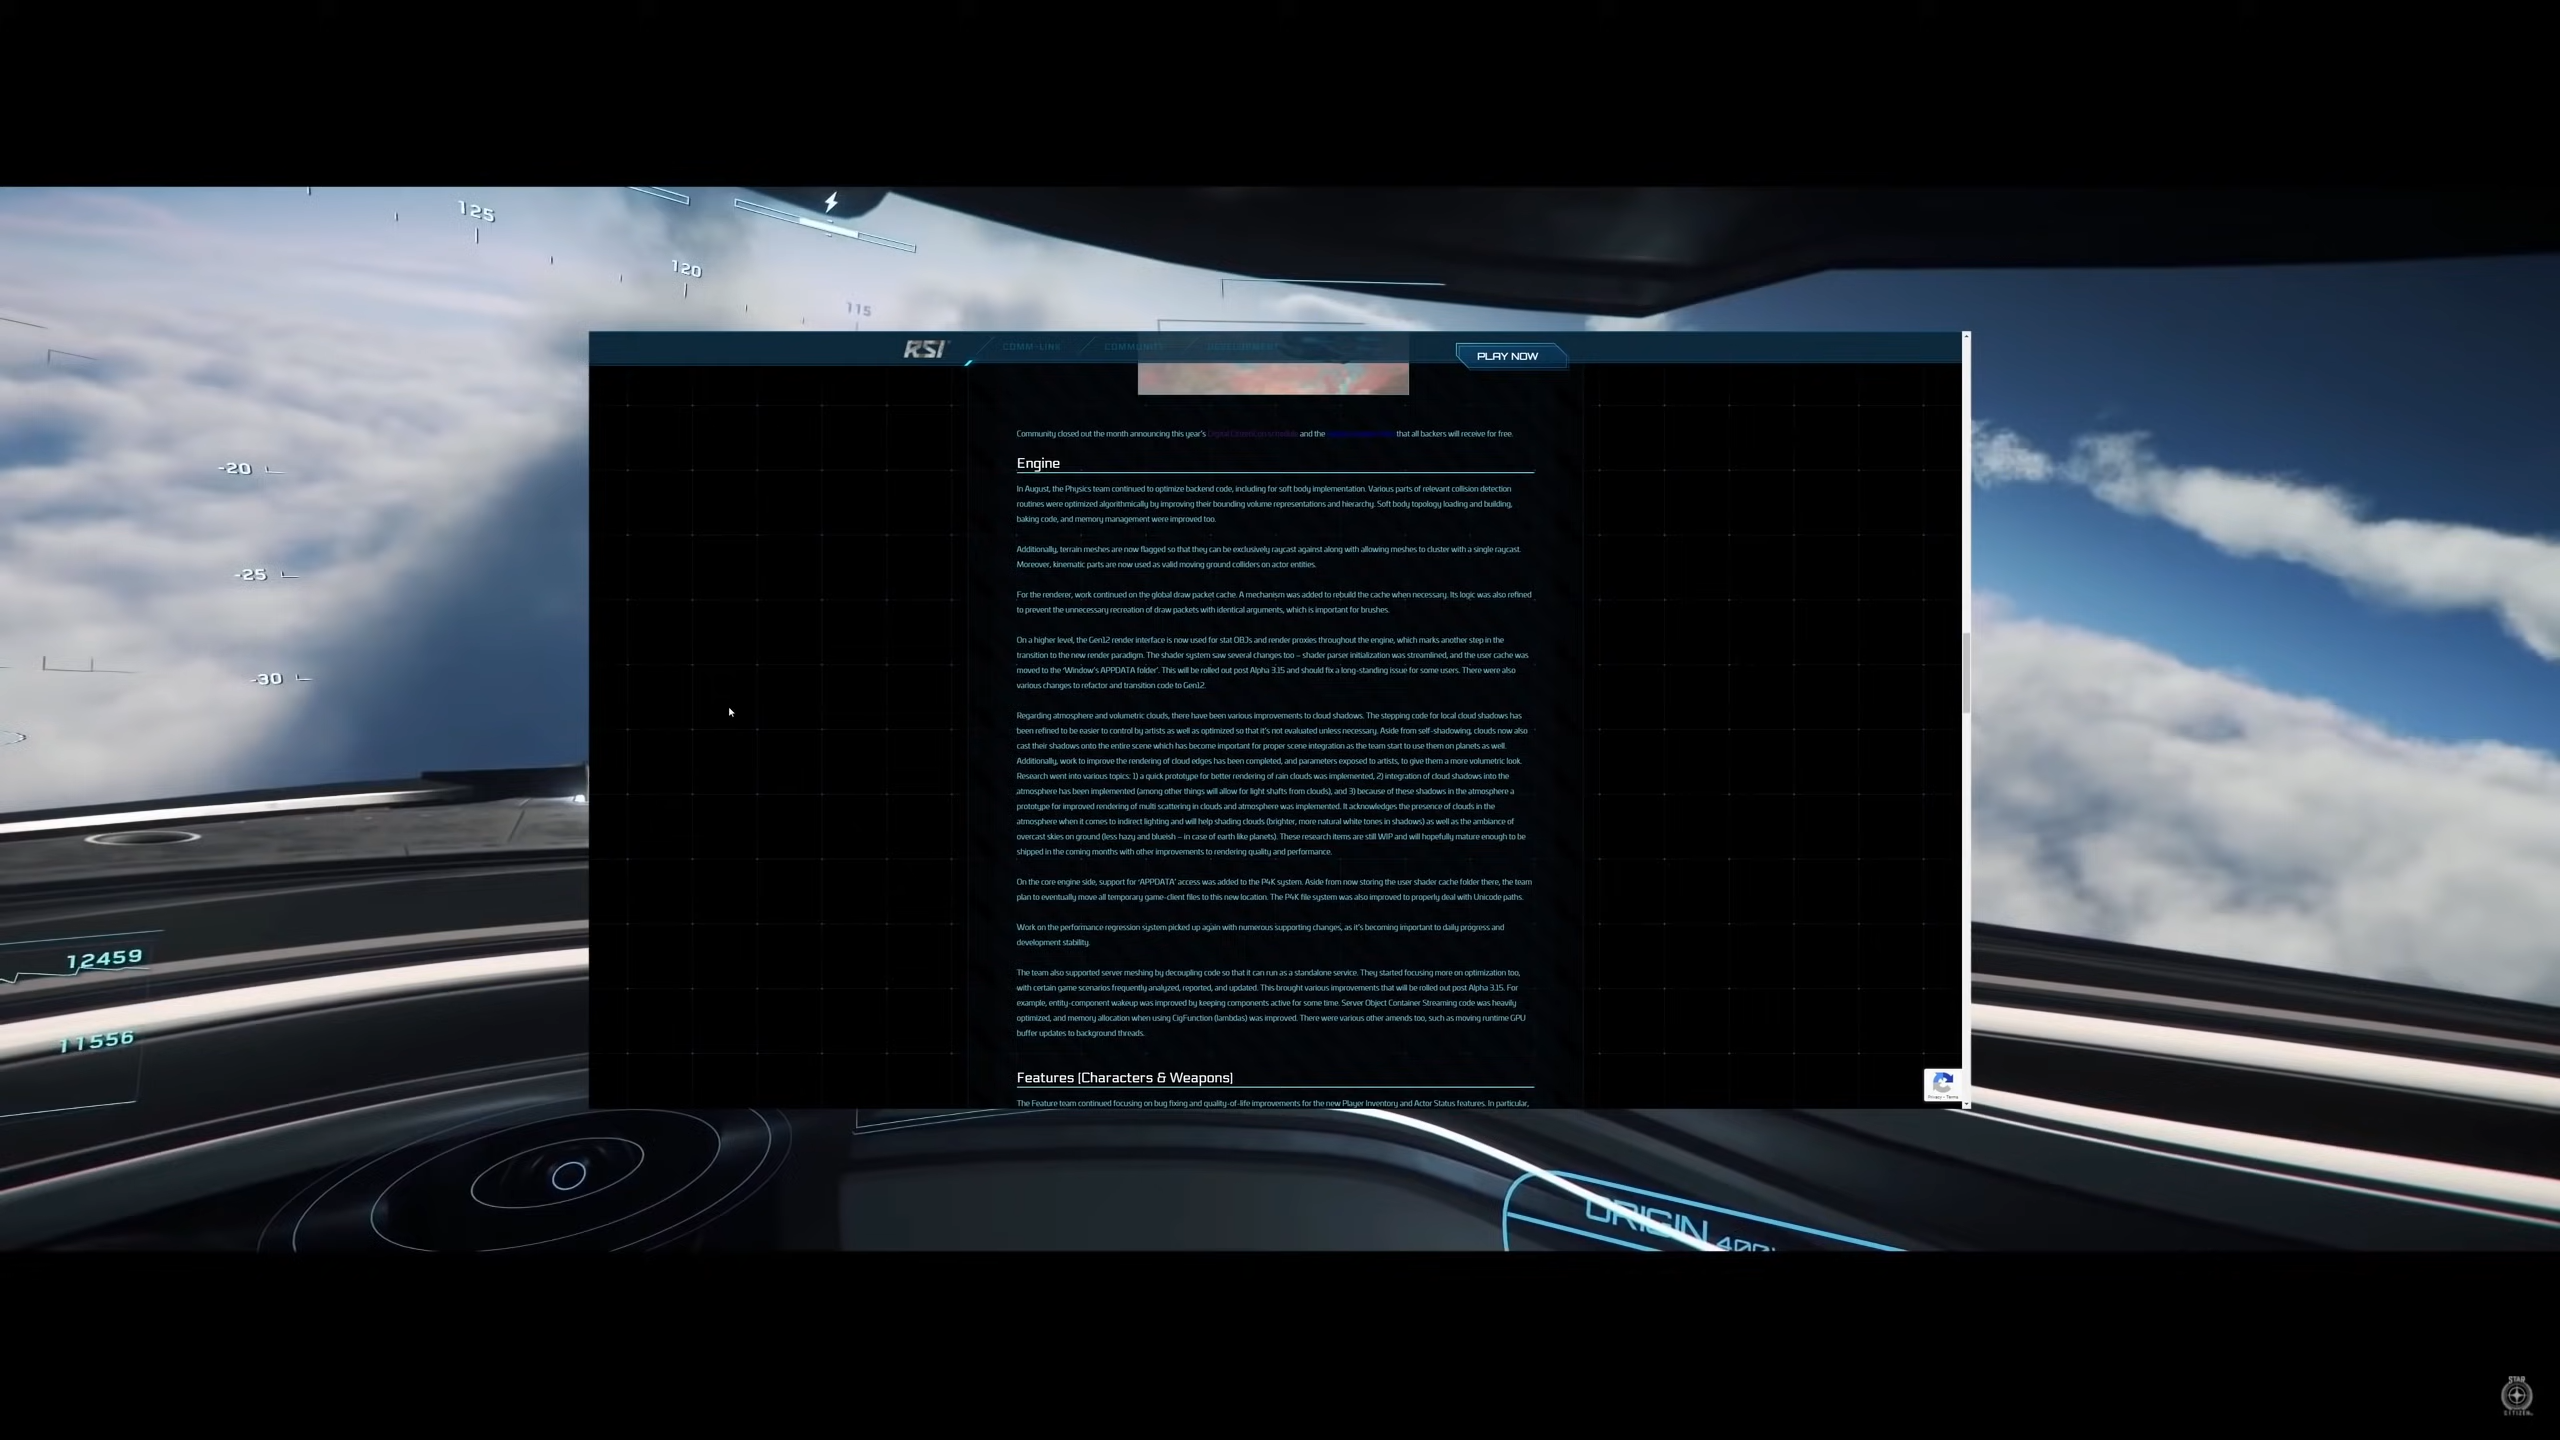 125
120
115
-20
-25
-30
12459
11556
RSI
COMM-LINK
COMMUNITY
DEVELOPMENT
PLAY NOW
Community closed out the month announcing this year's Digital CitizenCon schedule and the that all backers will receive for free.
Engine
In August, the Physics team continued to optimize backend code, including for soft body implementation. Various parts of relevant collision detection
routines were optimized algorithmically by improving their bounding volume representations and hierarchy. Soft body topology loading and building,
baking code, and memory management were improved too.
Additionally, terrain meshes are now flagged so that they can be exclusively raycast against along with allowing meshes to cluster with a single raycast.
Moreover, kinematic parts are now used as valid moving ground colliders on actor entities.
For the renderer, work continued on the global draw packet cache. A mechanism was added to rebuild the cache when necessary. Its logic was also refined
to prevent the unnecessary recreation of draw packets with identical arguments, which is important for brushes.
On a higher level, the Gen12 render interface is now used for stat OBJs and render proxies throughout the engine, which marks another step in the
transition to the new render paradigm. The shader system saw several changes too – shader parser initialization was streamlined, and the user cache was
moved to the 'Window's APPDATA folder'. This will be rolled out post Alpha 3.15 and should fix a long-standing issue for some users. There were also
various changes to refactor and transition code to Gen12.
Regarding atmosphere and volumetric clouds, there have been various improvements to cloud shadows. The stepping code for local cloud shadows has
been refined to be easier to control by artists as well as optimized so that it's not evaluated unless necessary. Aside from self-shadowing, clouds now also
cast their shadows onto the entire scene which has become important for proper scene integration as the team start to use them on planets as well.
Additionally, work to improve the rendering of cloud edges has been completed, and parameters exposed to artists, to give them a more volumetric look.
Research went into various topics: 1) a quick prototype for better rendering of rain clouds was implemented, 2) integration of cloud shadows into the
atmosphere has been implemented (among other things will allow for light shafts from clouds), and 3) because of these shadows in the atmosphere a
prototype for improved rendering of multi scattering in clouds and atmosphere was implemented. It acknowledges the presence of clouds in the
atmosphere when it comes to indirect lighting and will help shading clouds (brighter, more natural white tones in shadows) as well as the ambiance of
overcast skies on ground (less hazy and blueish – in case of earth like planets). These research items are still WIP and will hopefully mature enough to be
shipped in the coming months with other improvements to rendering quality and performance.
On the core engine side, support for 'APPDATA' access was added to the P4K system. Aside from now storing the user shader cache folder there, the team
plan to eventually move all temporary game-client files to this new location. The P4K file system was also improved to properly deal with Unicode paths.
Work on the performance regression system picked up again with numerous supporting changes, as it's becoming important to daily progress and
development stability.
The team also supported server meshing by decoupling code so that it can run as a standalone service. They started focusing more on optimization too,
with certain game scenarios frequently analyzed, reported, and updated. This brought various improvements that will be rolled out post Alpha 3.15. For
example, entity-component wakeup was improved by keeping components active for some time. Server Object Container Streaming code was heavily
optimized, and memory allocation when using CigFunction (lambdas) was improved. There were various other amends too, such as moving runtime GPU
buffer updates to background threads.
Features (Characters & Weapons)
The Feature team continued focusing on bug fixing and quality-of-life improvements for the new Player Inventory and Actor Status features. In particular,
Privacy - Terms
ORIGIN 400i
STAR
CITIZEN